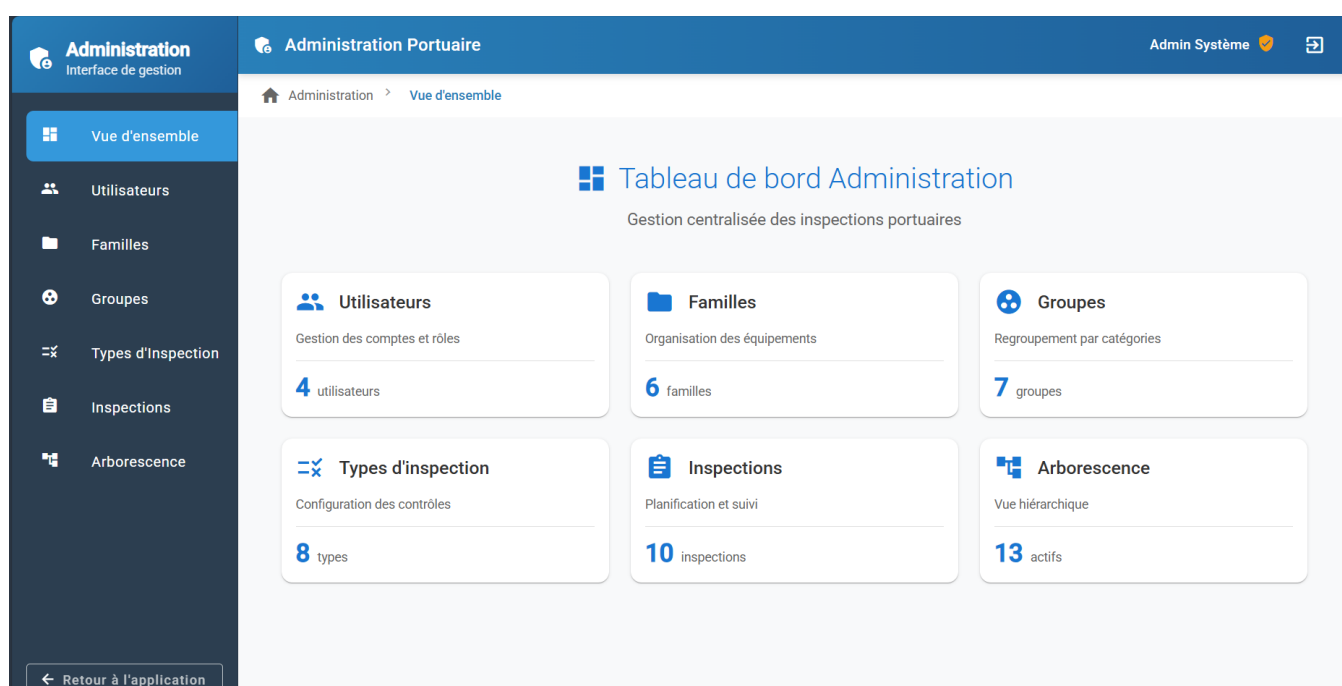 Administration
Interface de gestion
Administration Portuaire
Admin Système
Administration > Vue d'ensemble
Vue d'ensemble
Utilisateurs
Familles
Groupes
Types d'Inspection
Inspections
Arborescence
Retour à l'application
Tableau de bord Administration
Gestion centralisée des inspections portuaires
Utilisateurs
Gestion des comptes et rôles
4 utilisateurs
Familles
Organisation des équipements
6 familles
Groupes
Regroupement par catégories
7 groupes
Types d'inspection
Configuration des contrôles
8 types
Inspections
Planification et suivi
10 inspections
Arborescence
Vue hiérarchique
13 actifs